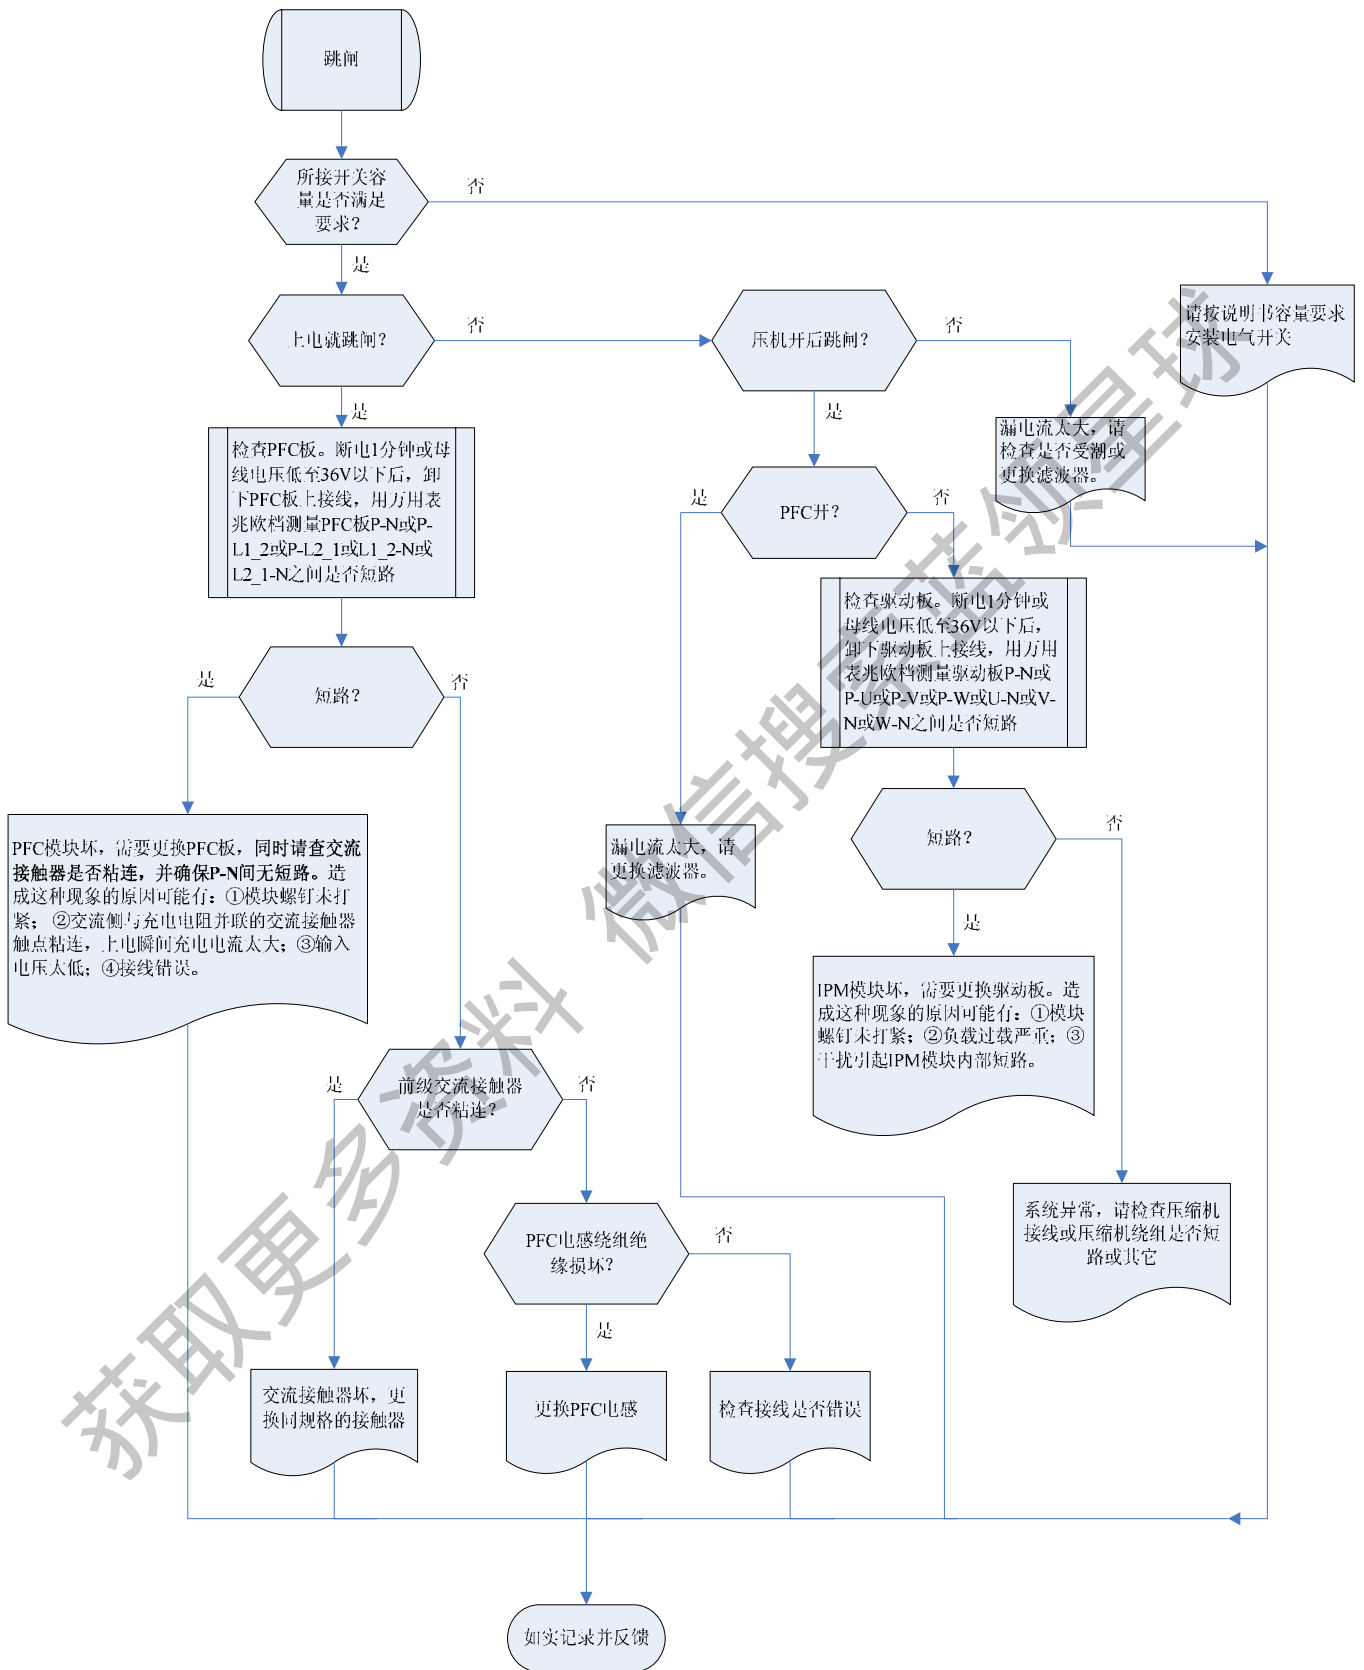 跳闸
所接开关容
量是否满足
要求？
否
是
上电就跳闸？
否
压机开后跳闸？
否
请按说明书容量要求
安装电气开关
是
是
检查PFC板。断电1分钟或母
线电压低至36V以下后，卸
下PFC板上接线，用万用表
兆欧档测量PFC板P-N或P-
L1_2或P-L2_1或L1_2-N或
L2_1-N之间是否短路
漏电流太大，请
检查是否受潮或
更换滤波器。
是
PFC开？
否
检查驱动板。断电1分钟或
母线电压低至36V以下后，
卸下驱动板上接线，用万用
表兆欧档测量驱动板P-N或
P-U或P-V或P-W或U-N或V-
N或W-N之间是否短路
是
短路？
否
PFC模块坏，需要更换PFC板，同时请查交流
接触器是否粘连，并确保P-N间无短路。造
成这种现象的原因可能有：①模块螺钉未打
紧；②交流侧与充电电阻并联的交流接触器
触点粘连，上电瞬间充电电流太大；③输入
电压太低；④接线错误。
漏电流太大，请
更换滤波器。
短路？
否
是
IPM模块坏，需要更换驱动板。造
成这种现象的原因可能有：①模块
螺钉未打紧；②负载过载严重；③
干扰引起IPM模块内部短路。
是
前级交流接触器
是否粘连？
否
系统异常，请检查压缩机
接线或压缩机绕组是否短
路或其它
PFC电感绕组绝
缘损坏？
否
是
交流接触器坏，更
换同规格的接触器
更换PFC电感
检查接线是否错误
如实记录并反馈
获取更多资料 微信搜索蓝领星球